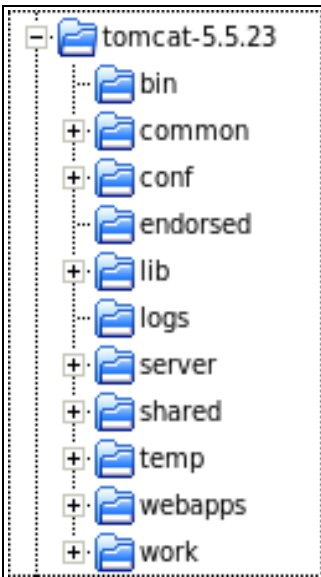 tomcat-5.5.23
bin
common
conf
endorsed
lib
logs
server
shared
temp
webapps
work